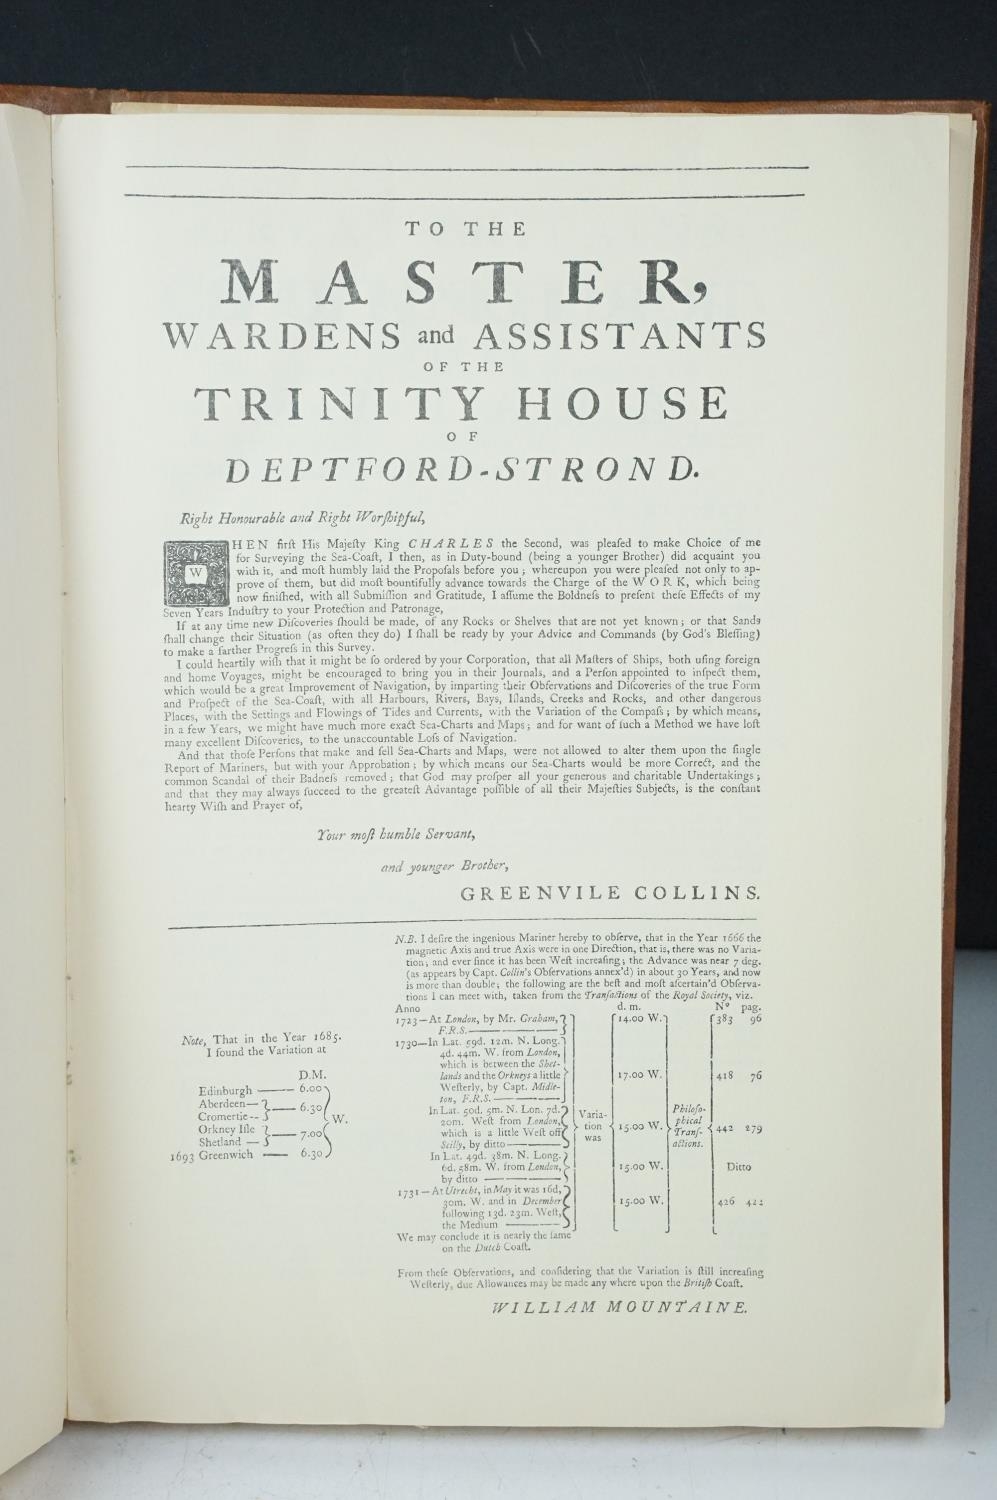 TO THE
MASTER,
WARDENS and ASSISTANTS
OF THE
TRINITY HOUSE
OF
DEPTFORD-STROND.
Right Honourable and Right Worſhipful,
WHEN firſt His Majeſty King CHARLES the Second, was pleaſed to make Choice of me
for Surveying the Sea-Coaſt, I then, as in Duty-bound (being a younger Brother) did acquaint you
with it, and moſt humbly laid the Propoſals before you; whereupon you were pleaſed not only to ap-
prove of them, but did moſt bountifully advance towards the Charge of the WORK, which being
now finiſhed, with all Submiſſion and Gratitude, I aſſume the Boldneſs to preſent theſe Effects of my
Seven Years Induſtry to your Protection and Patronage,
If at any time new Diſcoveries ſhould be made, of any Rocks or Shelves that are not yet known; or that Sands
ſhall change their Situation (as often they do) I ſhall be ready by your Advice and Commands (by God's Bleſſing)
to make a farther Progreſs in this Survey.
I could heartily wiſh that it might be ſo ordered by your Corporation, that all Maſters of Ships, both uſing foreign
and home Voyages, might be encouraged to bring you in their Journals, and a Perſon appointed to inſpect them,
which would be a great Improvement of Navigation, by imparting their Obſervations and Diſcoveries of the true Form
and Proſpect of the Sea-Coaſt, with all Harbours, Rivers, Bays, Iſlands, Creeks and Rocks, and other dangerous
Places, with the Settings and Flowings of Tides and Currents, with the Variation of the Compaſs; by which means,
in a few Years, we might have much more exact Sea-Charts and Maps; and for want of ſuch a Method we have loſt
many excellent Diſcoveries, to the unaccountable Loſs of Navigation.
And that thoſe Perſons that make and ſell Sea-Charts and Maps, were not allowed to alter them upon the ſingle
Report of Mariners, but with your Approbation; by which means our Sea-Charts would be more Correct, and the
common Scandal of their Badneſs removed; that God may proſper all your generous and charitable Undertakings;
and that they may always ſucceed to the greateſt Advantage poſſible of all their Majeſties Subjects, is the conſtant
hearty Wiſh and Prayer of,
Your moſt humble Servant,
and younger Brother,
GREENVILE COLLINS.
Note, That in the Year 1685.
I found the Variation at
D.M.
Edinburgh —— 6.00
Aberdeen— } — 6.30
Cromertie -- } W.
Orkney Iſle } — 7.00
Shetland — }
1693 Greenwich —— 6.30
N.B. I deſire the ingenious Mariner hereby to obſerve, that in the Year 1666 the
magnetic Axis and true Axis were in one Direction, that is, there was no Varia-
tion; and ever ſince it has been Weſt increaſing; the Advance was near 7 deg.
(as appears by Capt. Collin's Obſervations annex'd) in about 30 Years, and now
is more than double; the following are the beſt and moſt aſcertain'd Obſerva-
tions I can meet with, taken from the Tranſactions of the Royal Society, viz.
Anno d. m. No pag.
1723—At London, by Mr. Graham, 14.00 W. 383 96
F.R.S.
1730—In Lat. 59d. 12m. N. Long.
4d. 44m. W. from London,
which is between the Shet-
lands and the Orkneys a little 17.00 W. 418 76
Weſterly, by Capt. Midle-
ton, F.R.S.
In Lat. 50d. 5m. N. Lon. 7d.
20m. Weſt from London,
which is a little Weſt off
Scilly, by ditto
Varia-
tion
was
15.00 W.
Philoſo-
phical
Tranſ-
actions.
442 279
In Lat. 49d. 38m. N. Long.
6d. 58m. W. from London, 15.00 W. Ditto
by ditto
1731—At Utrecht, in May it was 16d,
30m. W. and in December 15.00 W. 426
following 13d. 23m. Weſt,
the Medium
We may conclude it is nearly the ſame
on the Dutch Coaſt.
From theſe Obſervations, and conſidering that the Variation is ſtill increaſing
Weſterly, due Allowances may be made any where upon the Britiſh Coaſt.
WILLIAM MOUNTAINE.